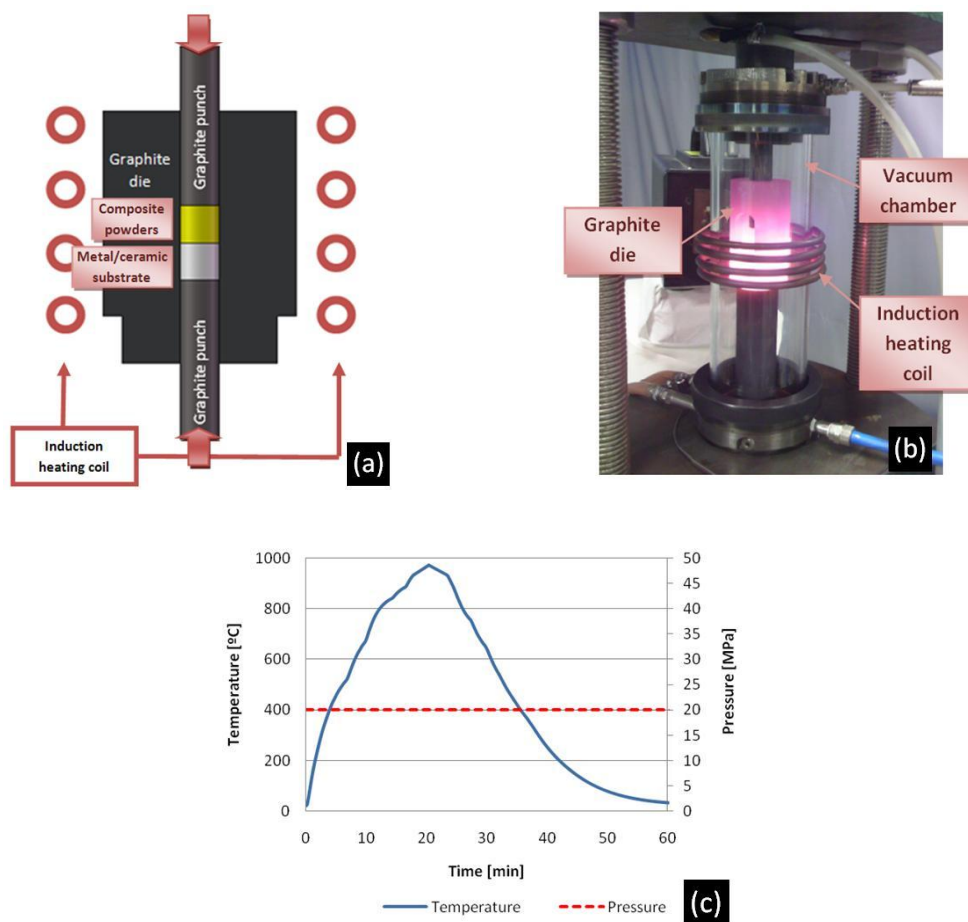 Graphite punch
Graphite
die
Composite
powders
Metal/ceramic
substrate
Graphite punch
Induction
heating coil
(a)
Vacuum
chamber
Graphite
die
Induction
heating
coil
(b)
Temperature [ºC]
1000
800
600
400
200
0
Pressure [MPa]
50
45
40
35
30
25
20
15
10
5
0
0 10 20 30 40 50 60
Time [min]
Temperature Pressure
(c)